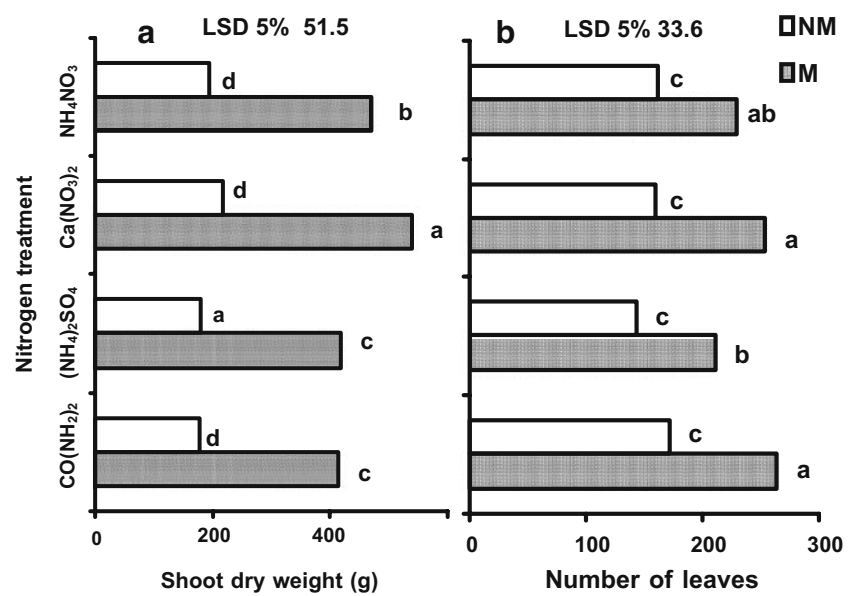 a LSD 5% 51.5
b LSD 5% 33.6
NM
M
Nitrogen treatment
NH₄NO₃
d
b
c
ab
Ca(NO₃)₂
d
a
c
a
(NH₄)₂SO₄
a
c
c
b
CO(NH₂)₂
d
c
c
a
0 200 400
0 100 200 300
Shoot dry weight (g)
Number of leaves